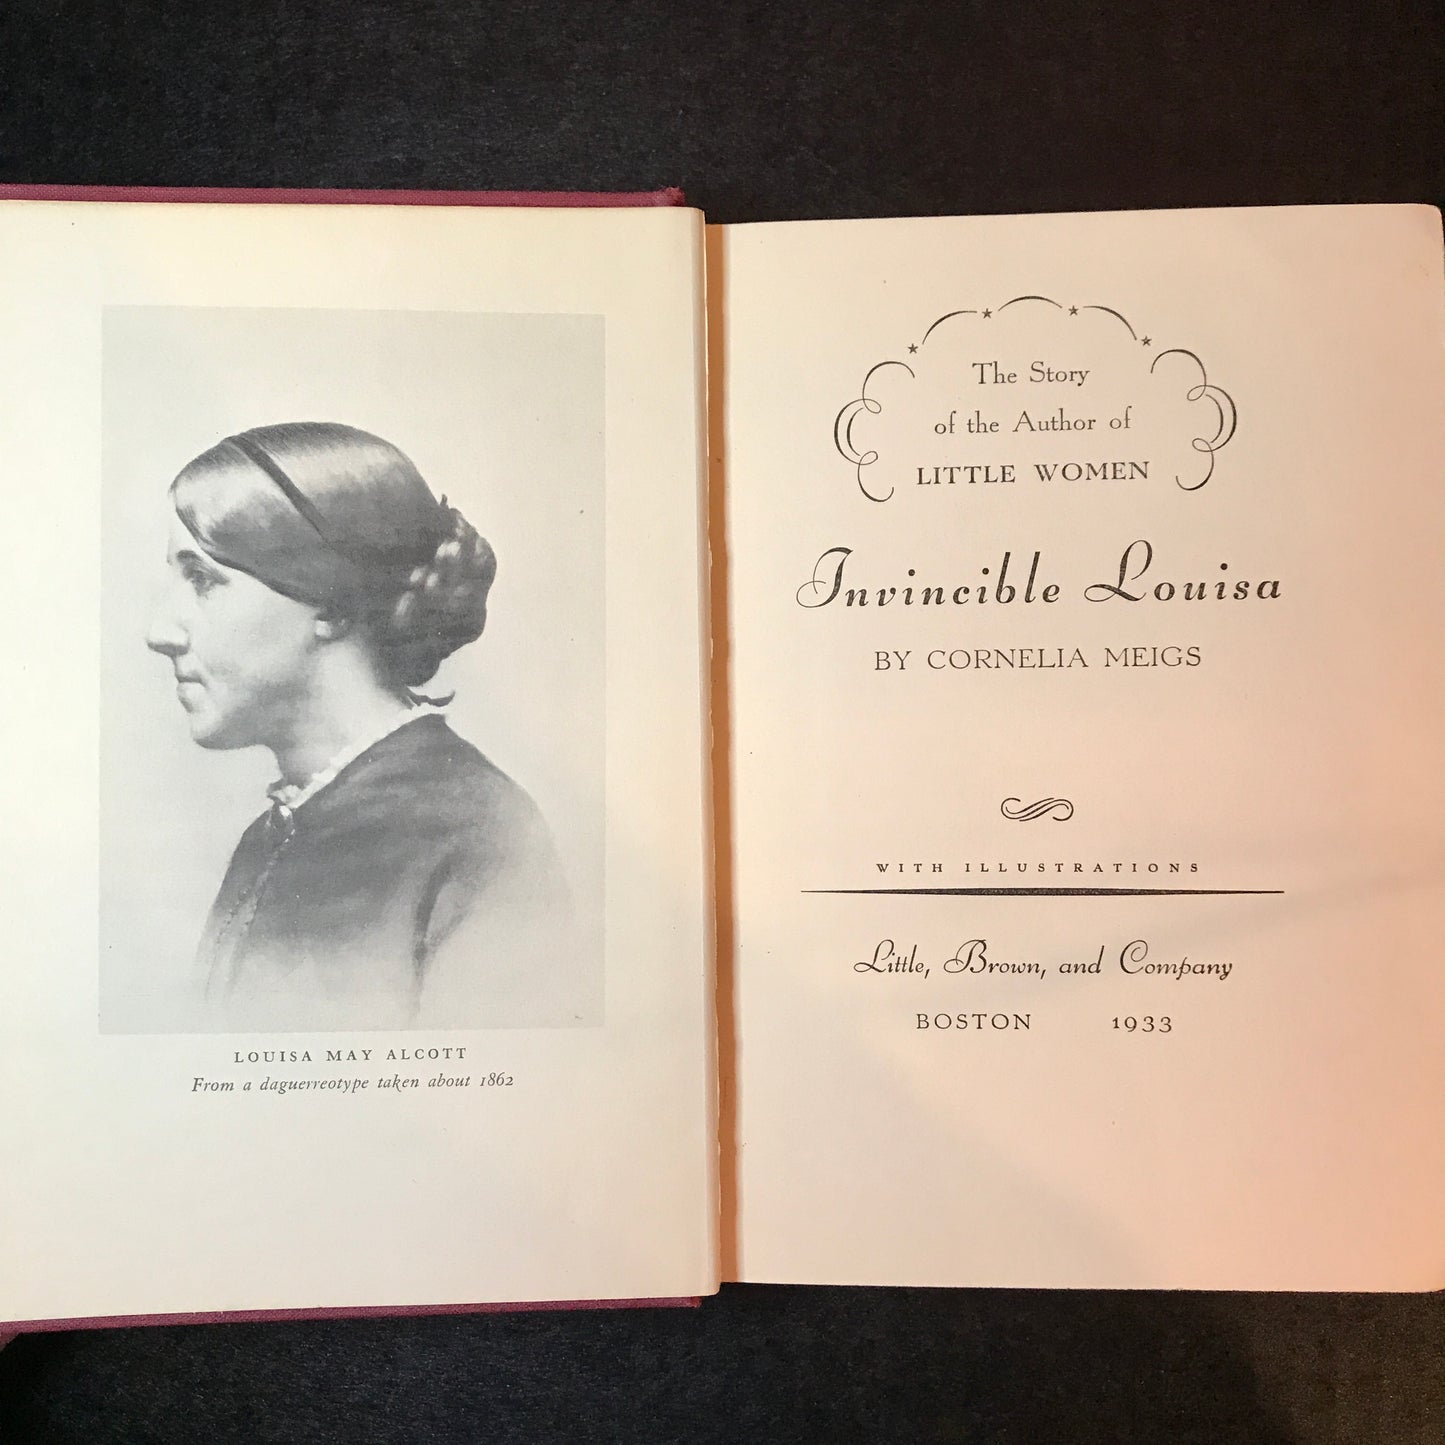 LOUISA MAY ALCOTT
From a daguerreotype taken about 1862
The Story
of the Author of
LITTLE WOMEN
Invincible Louisa
BY CORNELIA MEIGS
WITH ILLUSTRATIONS
Little, Brown, and Company
BOSTON 1933